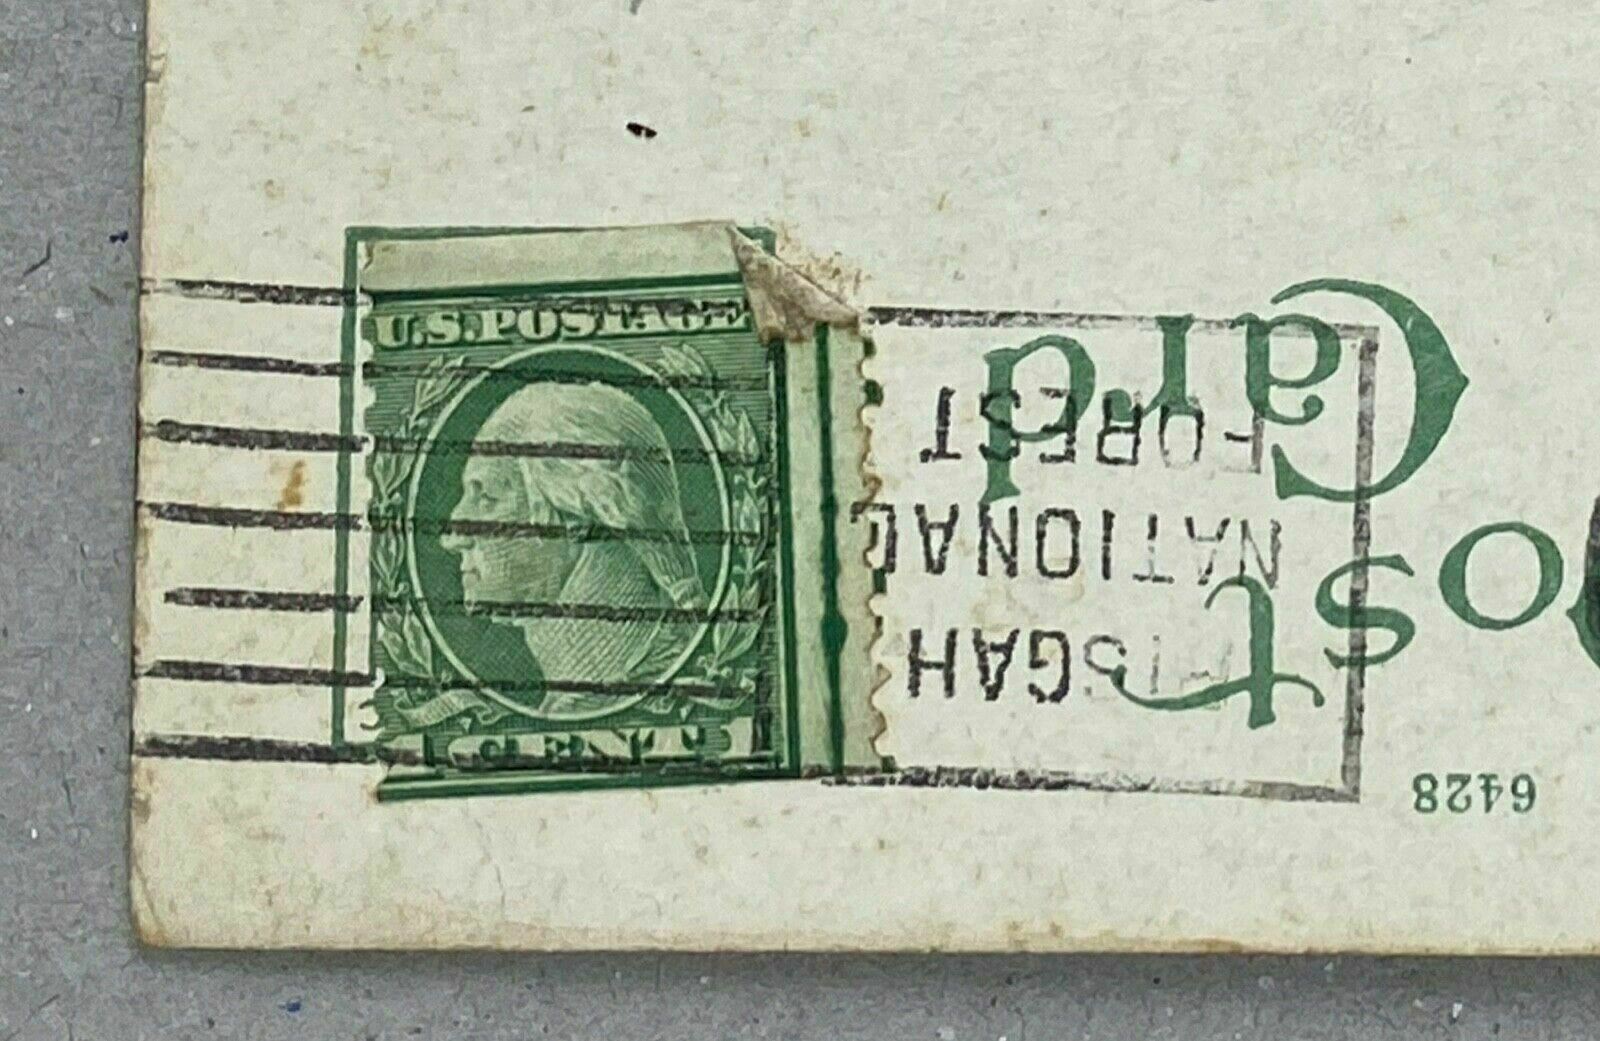 U.S.POSTAGE
1 CENT 1
Post
Card
6428
PISGAH
NATIONAL
FOREST